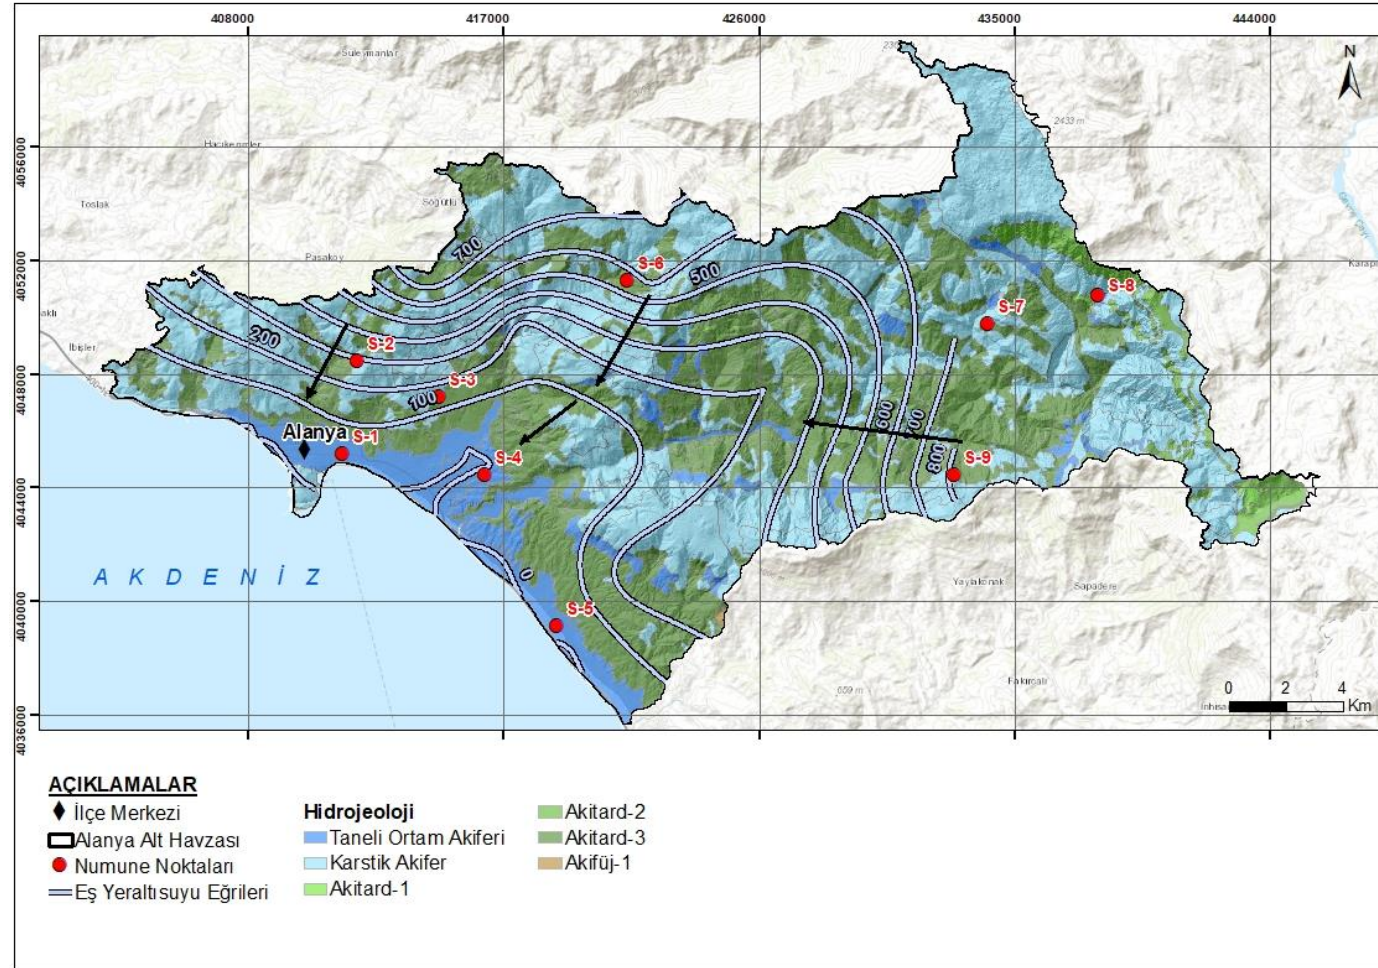 408000 417000 426000 435000 444000
4056000
4052000
4048000
4044000
4040000
4036000
N
Hacıkerimler
2433 m
Toslak
Paşaköy
İbişler
700
500
200
100
600
700
800
0
S-6
S-8
S-7
S-2
S-3
S-1
S-4
S-9
S-5
Alanya
AKDENİZ
Yaylakonak
Sapadere
Fakırcalı
0 2 4
Km
AÇIKLAMALAR
İlçe Merkezi
Alanya Alt Havzası
Numune Noktaları
Eş Yeraltısuyu Eğrileri
Hidrojeoloji
Taneli Ortam Akiferi
Karstik Akifer
Akitard-1
Akitard-2
Akitard-3
Akifüj-1